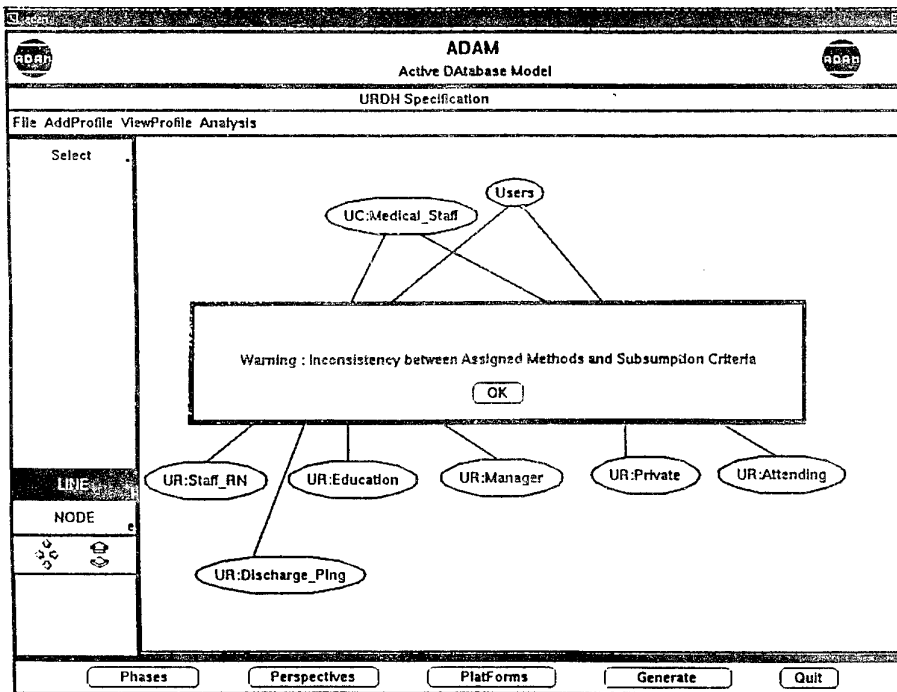 ADAM
ADAM
ADAM
Active DAtabase Model
URDH Specification
File AddProfile ViewProfile Analysis
Select
Users
UC:Medical_Staff
Warning : Inconsistency between Assigned Methods and Subsumption Criteria
OK
UR:Staff_RN
UR:Education
UR:Manager
UR:Private
UR:Attending
LINE
NODE
UR:Discharge_Plng
Phases
Perspectives
PlatForms
Generate
Quit